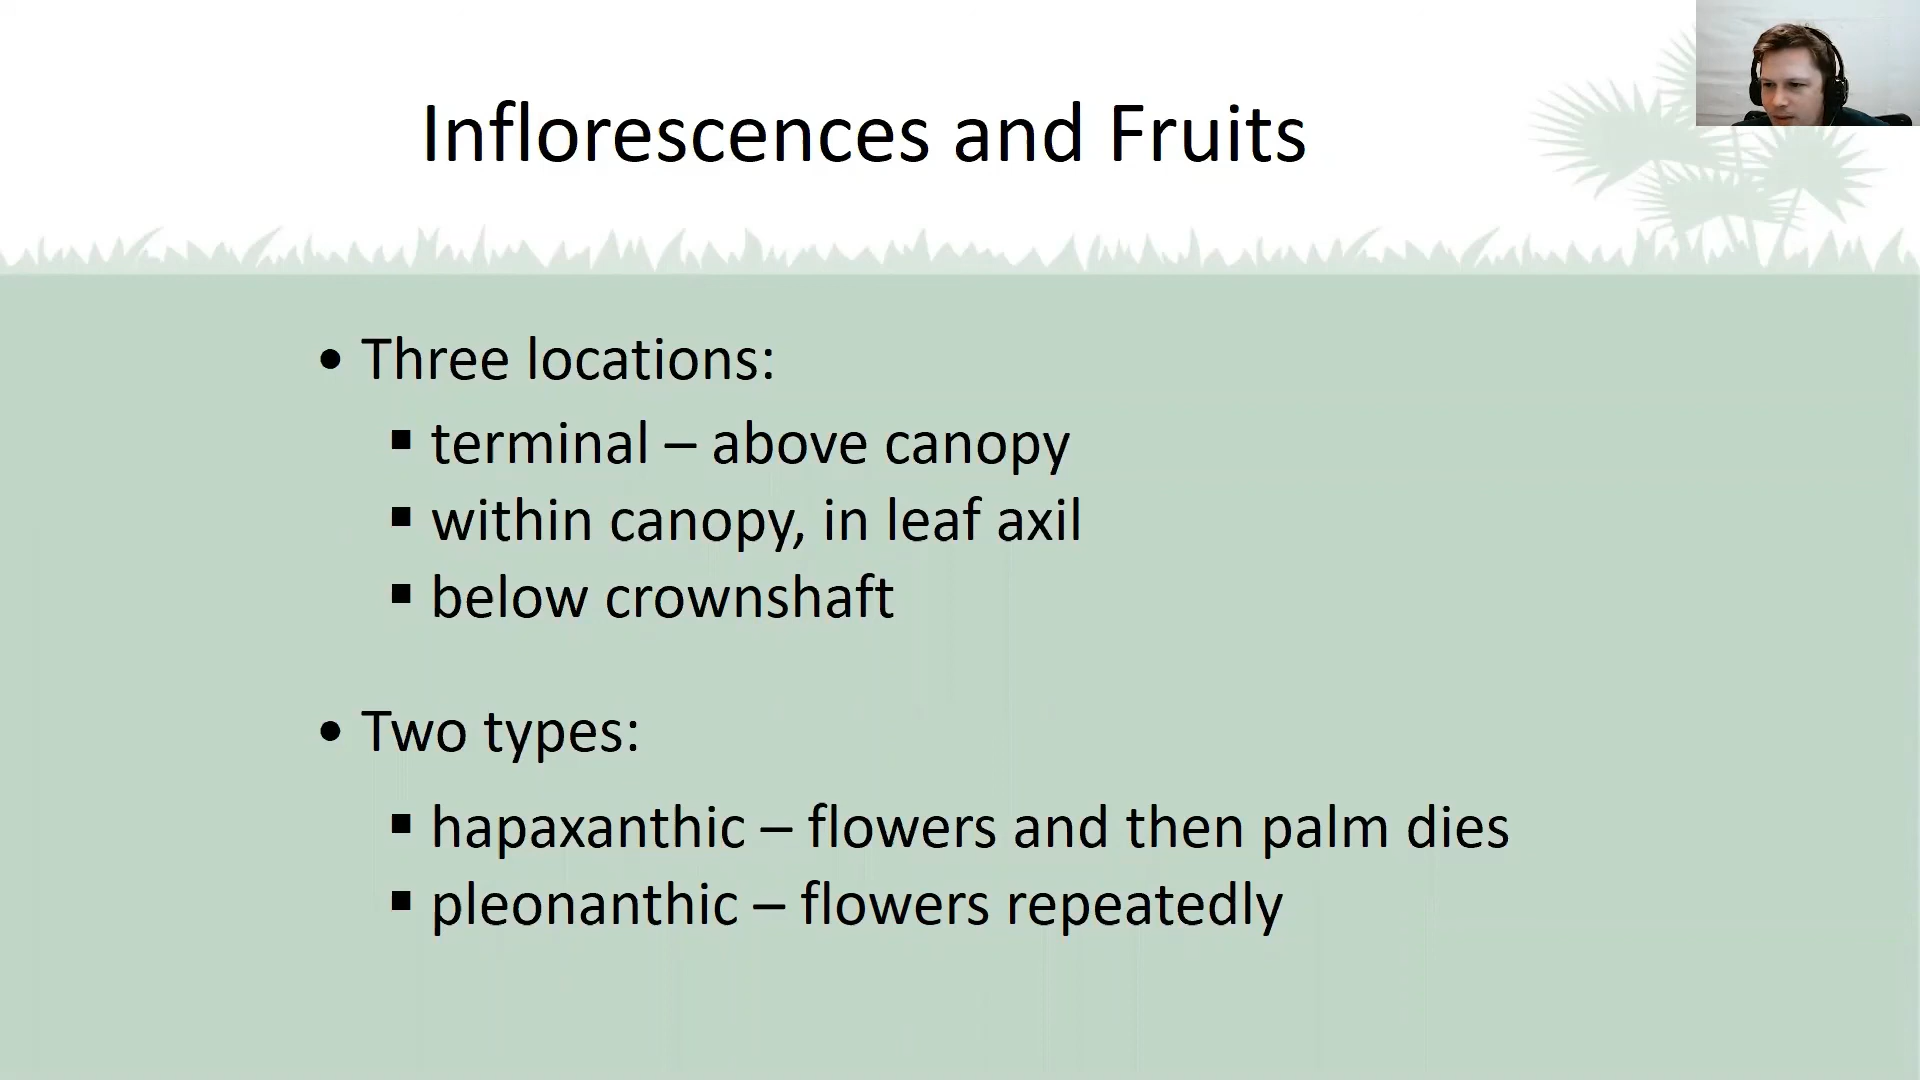 Inflorescences and Fruits
• Three locations:
▪ terminal – above canopy
▪ within canopy, in leaf axil
▪ below crownshaft
• Two types:
▪ hapaxanthic – flowers and then palm dies
▪ pleonanthic – flowers repeatedly